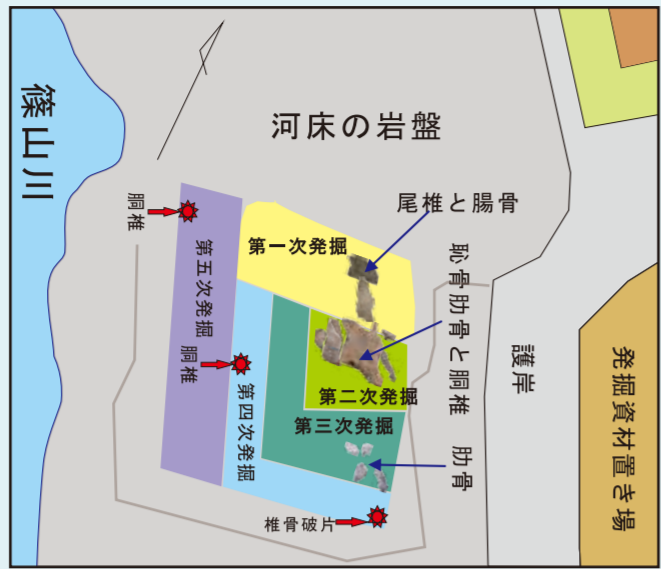 篠山川
河床の岩盤
尾椎と腸骨
第一次発掘
胴椎
第五次発掘
恥骨肋骨と胴椎
護岸
発掘資材置き場
胴椎
第四次発掘
第二次発掘
第三次発掘
肋骨
椎骨破片